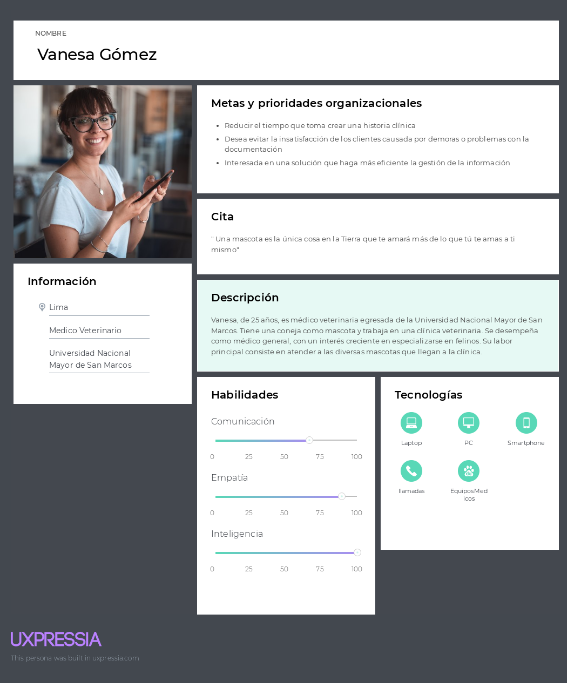 NOMBRE
Vanesa Gómez
Metas y prioridades organizacionales
• Reducir el tiempo que toma crear una historia clínica
• Desea evitar la insatisfacción de los clientes causada por demoras o problemas con la
documentación
• Interesada en una solución que haga más eficiente la gestión de la información
Cita
" Una mascota es la única cosa en la Tierra que te amará más de lo que tú te amas a ti
mismo"
Información
Lima
Medico Veterinario
Universidad Nacional
Mayor de San Marcos
Descripción
Vanesa, de 25 años, es médico veterinaria egresada de la Universidad Nacional Mayor de San
Marcos. Tiene una coneja como mascota y trabaja en una clínica veterinaria. Se desempeña
como médico general, con un interés creciente en especializarse en felinos. Su labor
principal consiste en atender a las diversas mascotas que llegan a la clínica
Habilidades
Comunicación
0 25 50 75 100
Empatía
0 25 50 75 100
Inteligencia
0 25 50 75 100
Tecnologías
Laptop PC Smartphone
llamadas EquiposMed
icos
UXPRESSIA
This persona was built in uxpressia.com